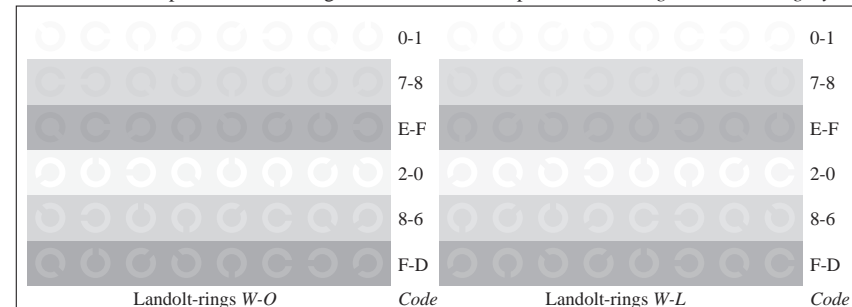 0-1 0-1
7-8 7-8
E-F E-F
2-0 2-0
8-6 8-6
F-D F-D
Landolt-rings W-O Code Landolt-rings W-L Code